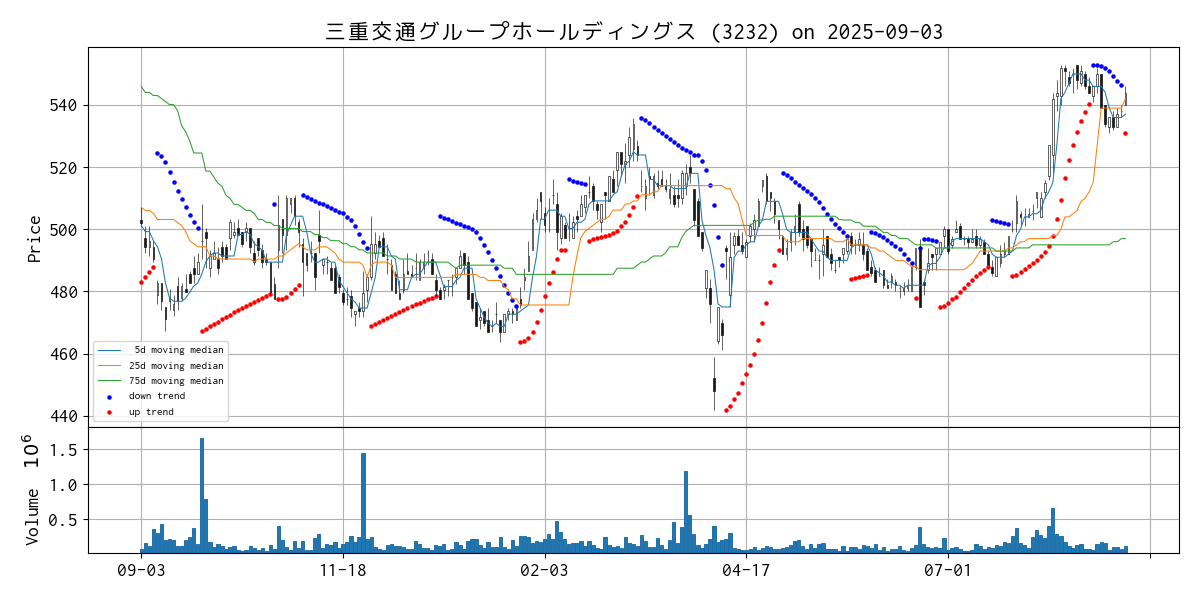 三重交通グループホールディングス (3232) on 2025-09-03
Price
540
520
500
480
460
440
5d moving median
25d moving median
75d moving median
down trend
up trend
Volume 10^6
1.5
1.0
0.5
09-03 11-18 02-03 04-17 07-01